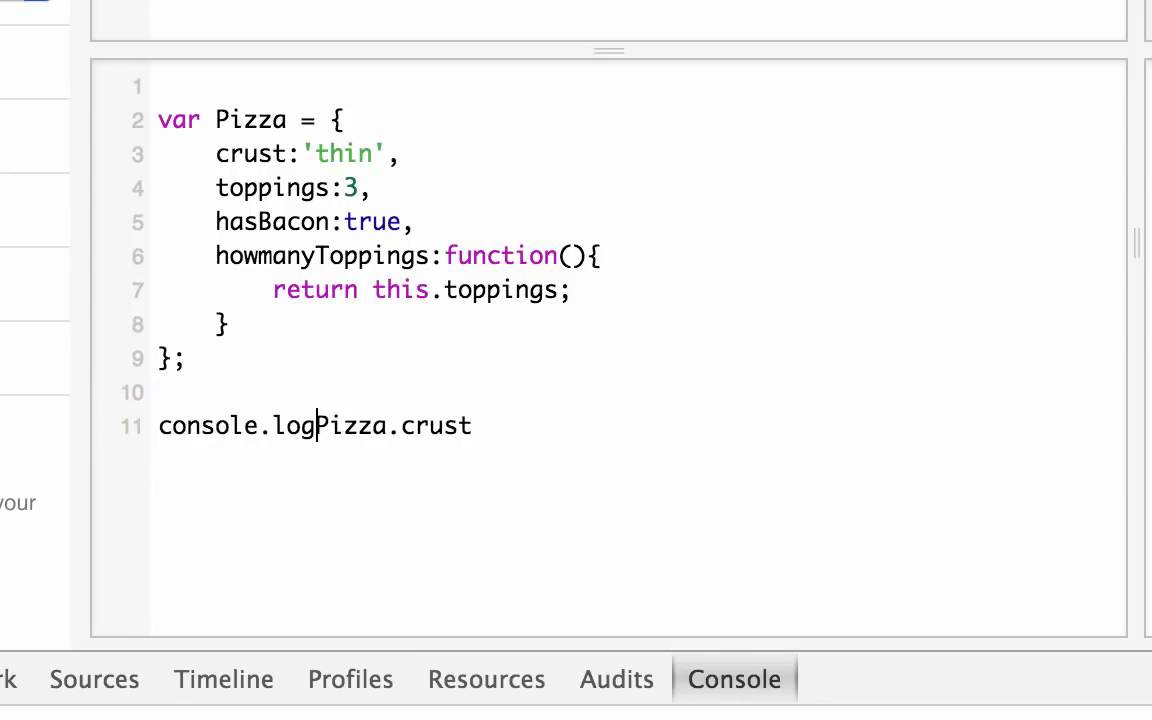 1
2 var Pizza = {
3 crust:'thin',
4 toppings:3,
5 hasBacon:true,
6 howmanyToppings:function(){
7 return this.toppings;
8 }
9 };
10
11 console.logPizza.crust
your
rk Sources Timeline Profiles Resources Audits Console